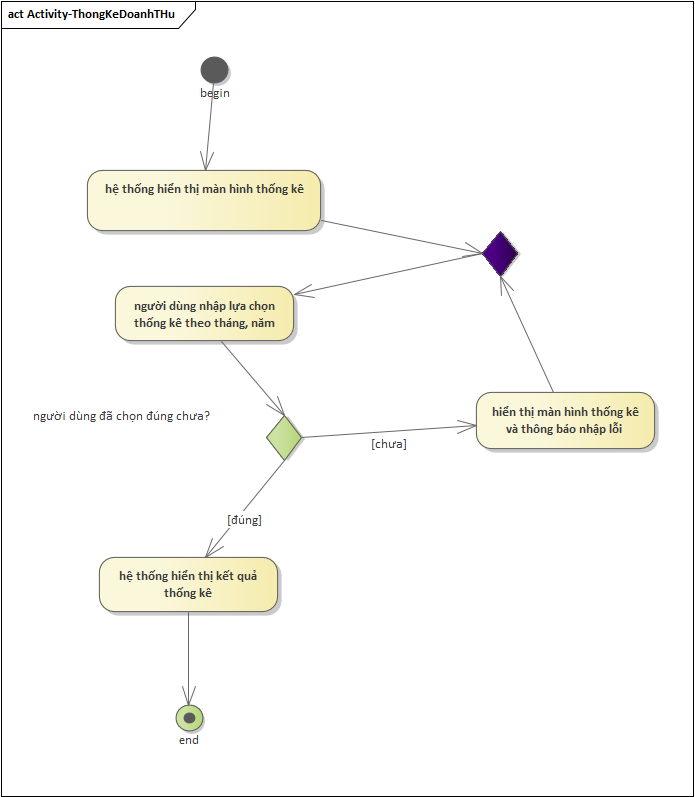 act Activity-ThongKeDoanhTHu
begin
hệ thống hiển thị màn hình thống kê
người dùng nhập lựa chọn
thống kê theo tháng, năm
người dùng đã chọn đúng chưa?
hiển thị màn hình thống kê
và thông báo nhập lỗi
[chưa]
[đúng]
hệ thống hiển thị kết quả
thống kê
end